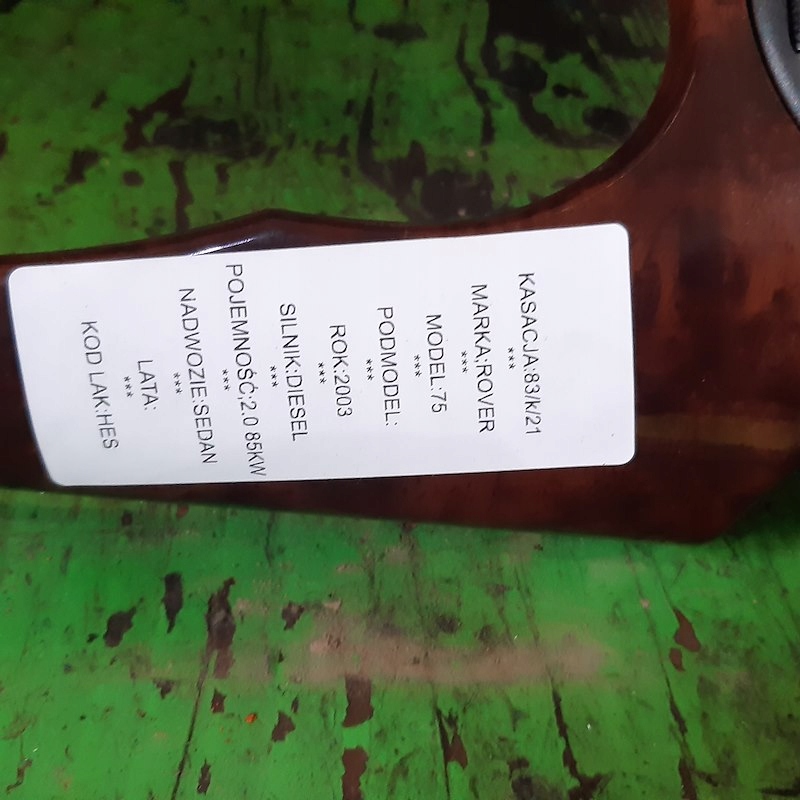 KASACJA:83/k/21
***
MARKA;ROVER
***
MODEL:75
***
PODMODEL:
***
ROK:2003
***
SILNIK:DIESEL
***
POJEMNOŚĆ;2.0 85KW
***
NADWOZIE:SEDAN
***
LATA:
***
KOD LAK:HES